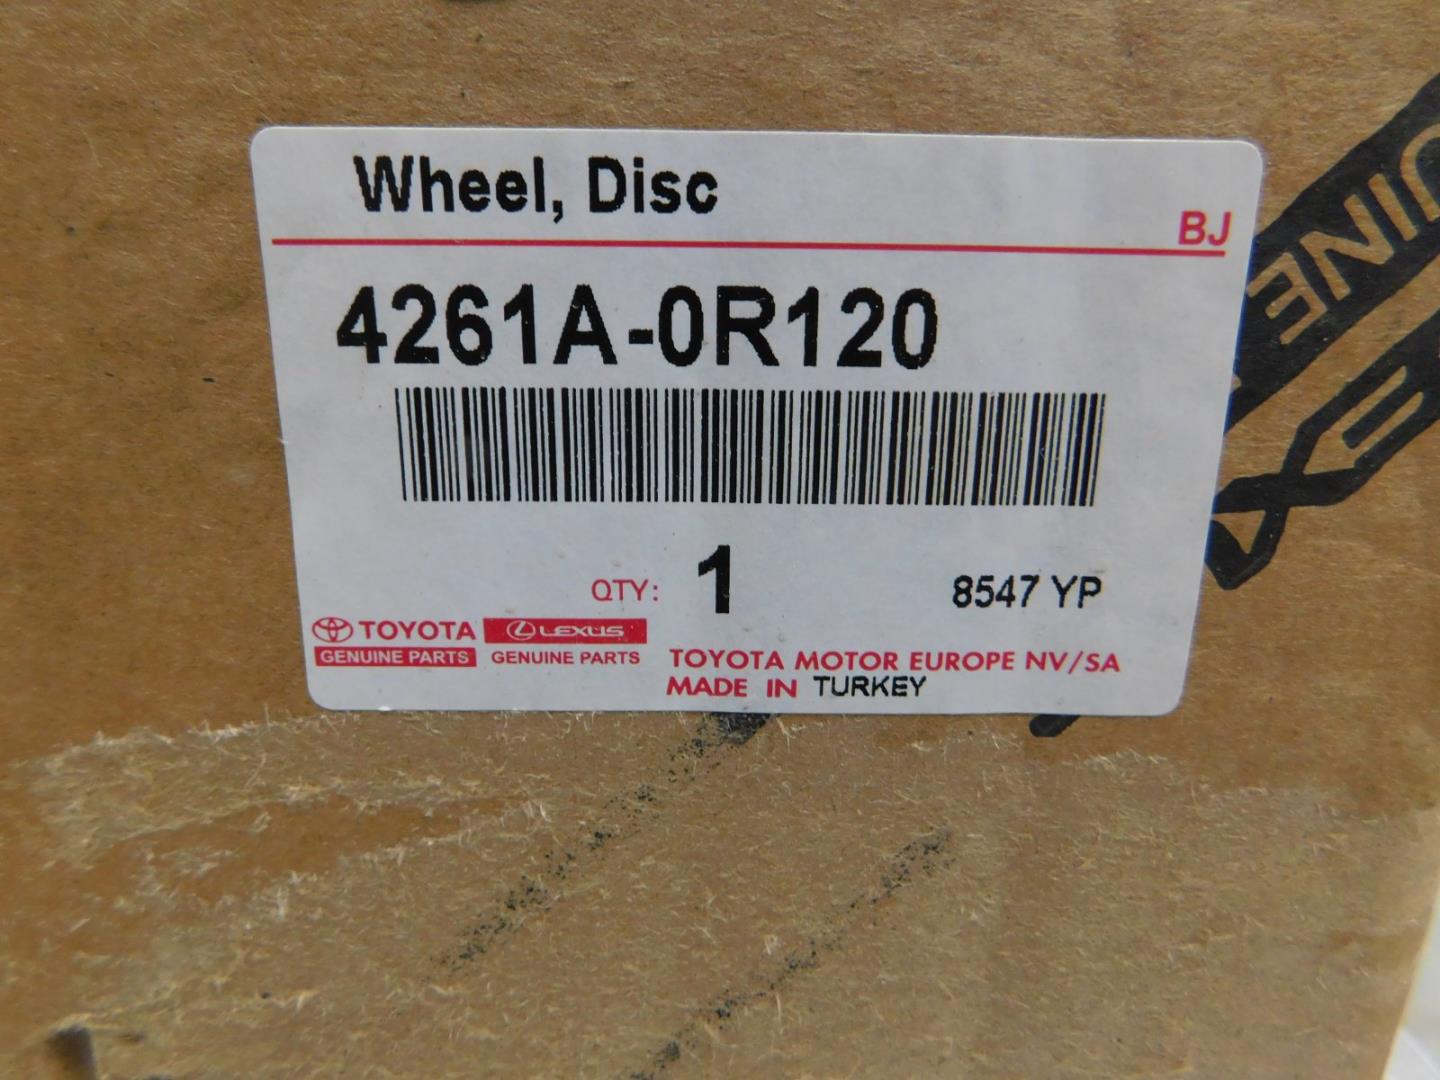 Wheel, Disc
BJ
4261A-0R120
QTY: 1
8547 YP
TOYOTA
GENUINE PARTS
LEXUS
GENUINE PARTS
TOYOTA MOTOR EUROPE NV/SA
MADE IN TURKEY